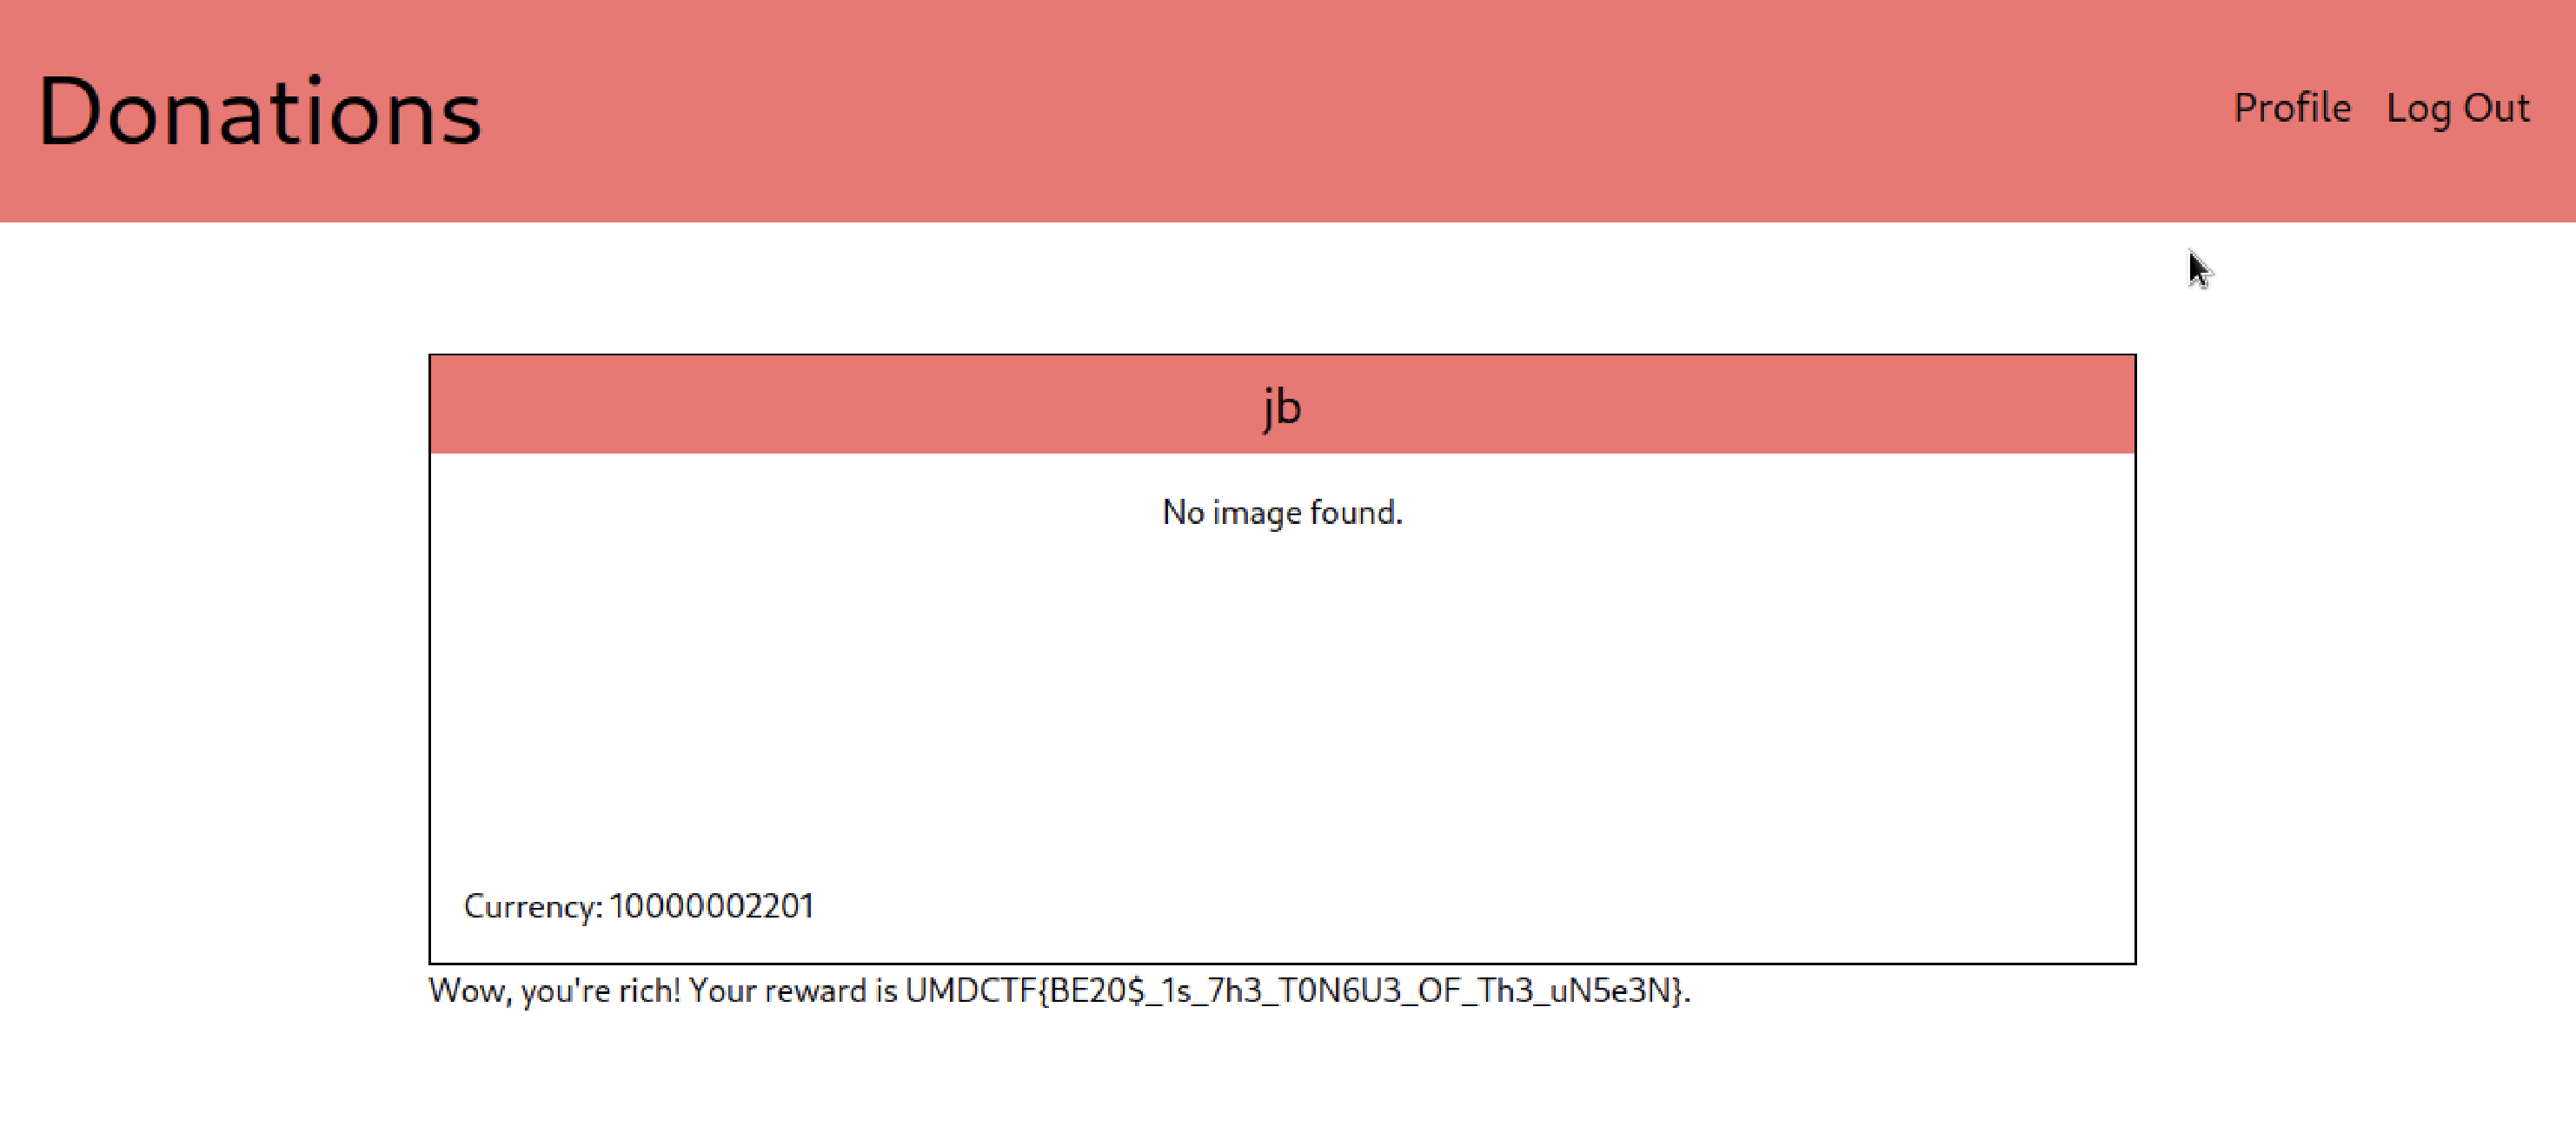 Donations
Profile Log Out
jb
No image found.
Currency: 10000002201
Wow, you're rich! Your reward is UMDCTF{BE20$_1s_7h3_T0N6U3_OF_Th3_uN5e3N}.